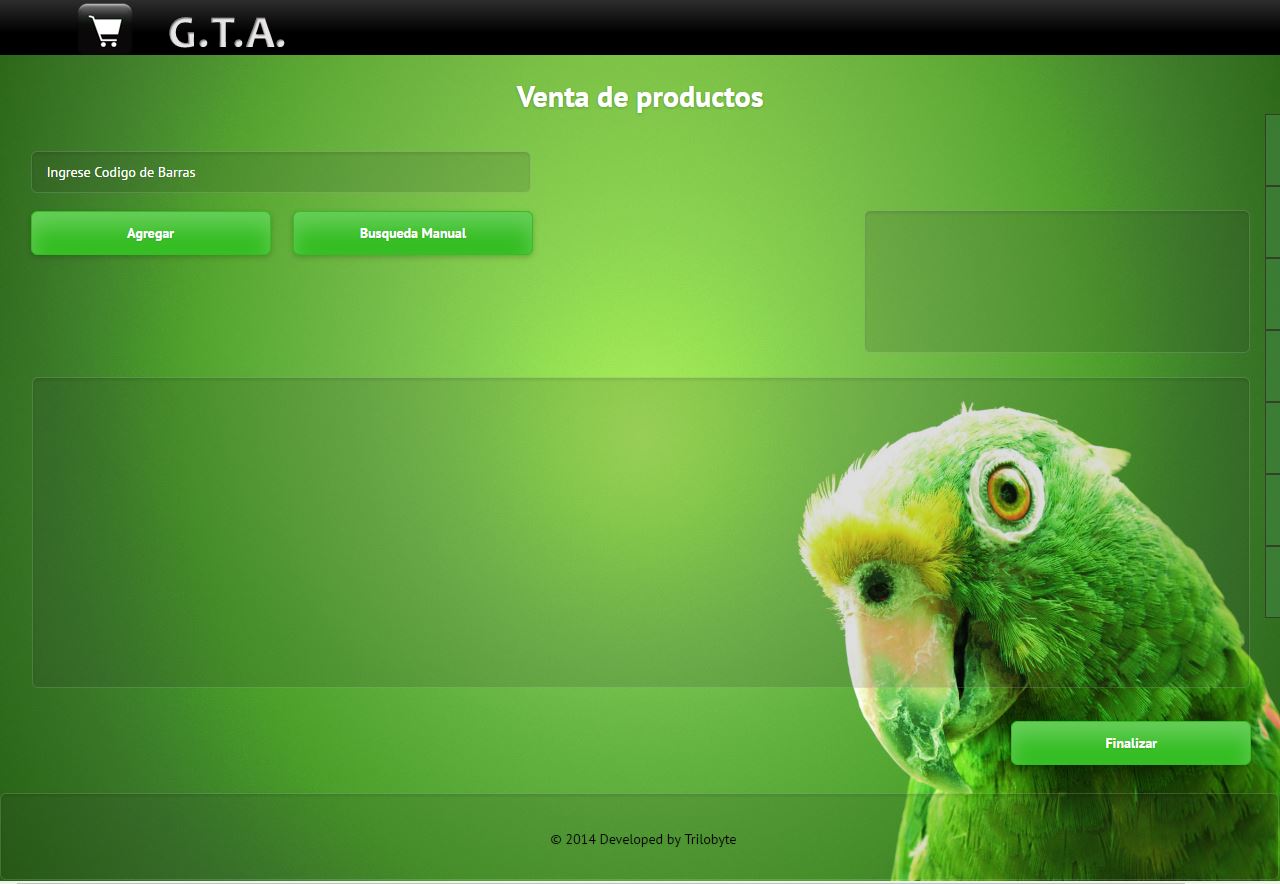 G.T.A.
Venta de productos
Ingrese Codigo de Barras
Agregar
Busqueda Manual
Finalizar
© 2014 Developed by Trilobyte